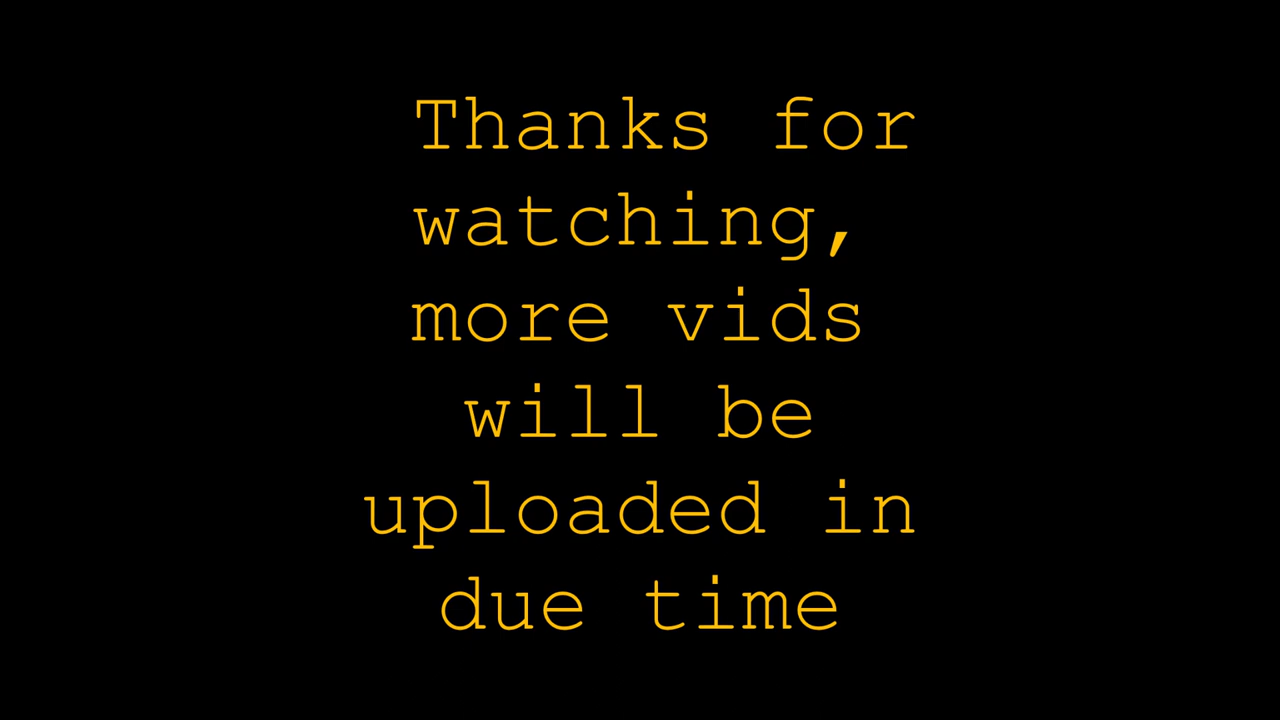 Thanks for
watching,
more vids
will be
uploaded in
due time